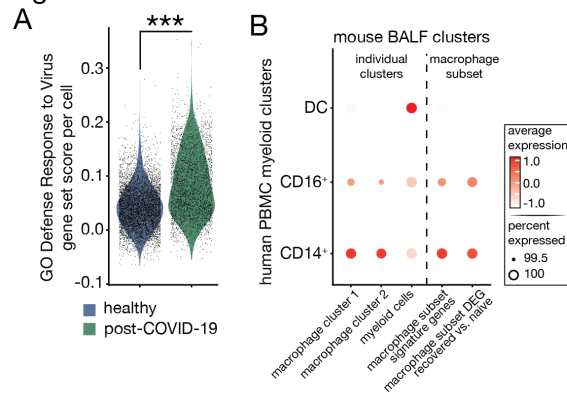 A
***
GO Defense Response to Virus
gene set score per cell
0.3
0.2
0.1
0.0
-0.1
healthy
post-COVID-19
B
mouse BALF clusters
individual
clusters
macrophage
subset
human PBMC myeloid clusters
DC
CD16+
CD14+
macrophage cluster 1
macrophage cluster 2
myeloid cells
macrophage subset
signature genes
macrophage subset DEG
recovered vs. naive
average
expression
1.0
0.0
-1.0
percent
expressed
99.5
100